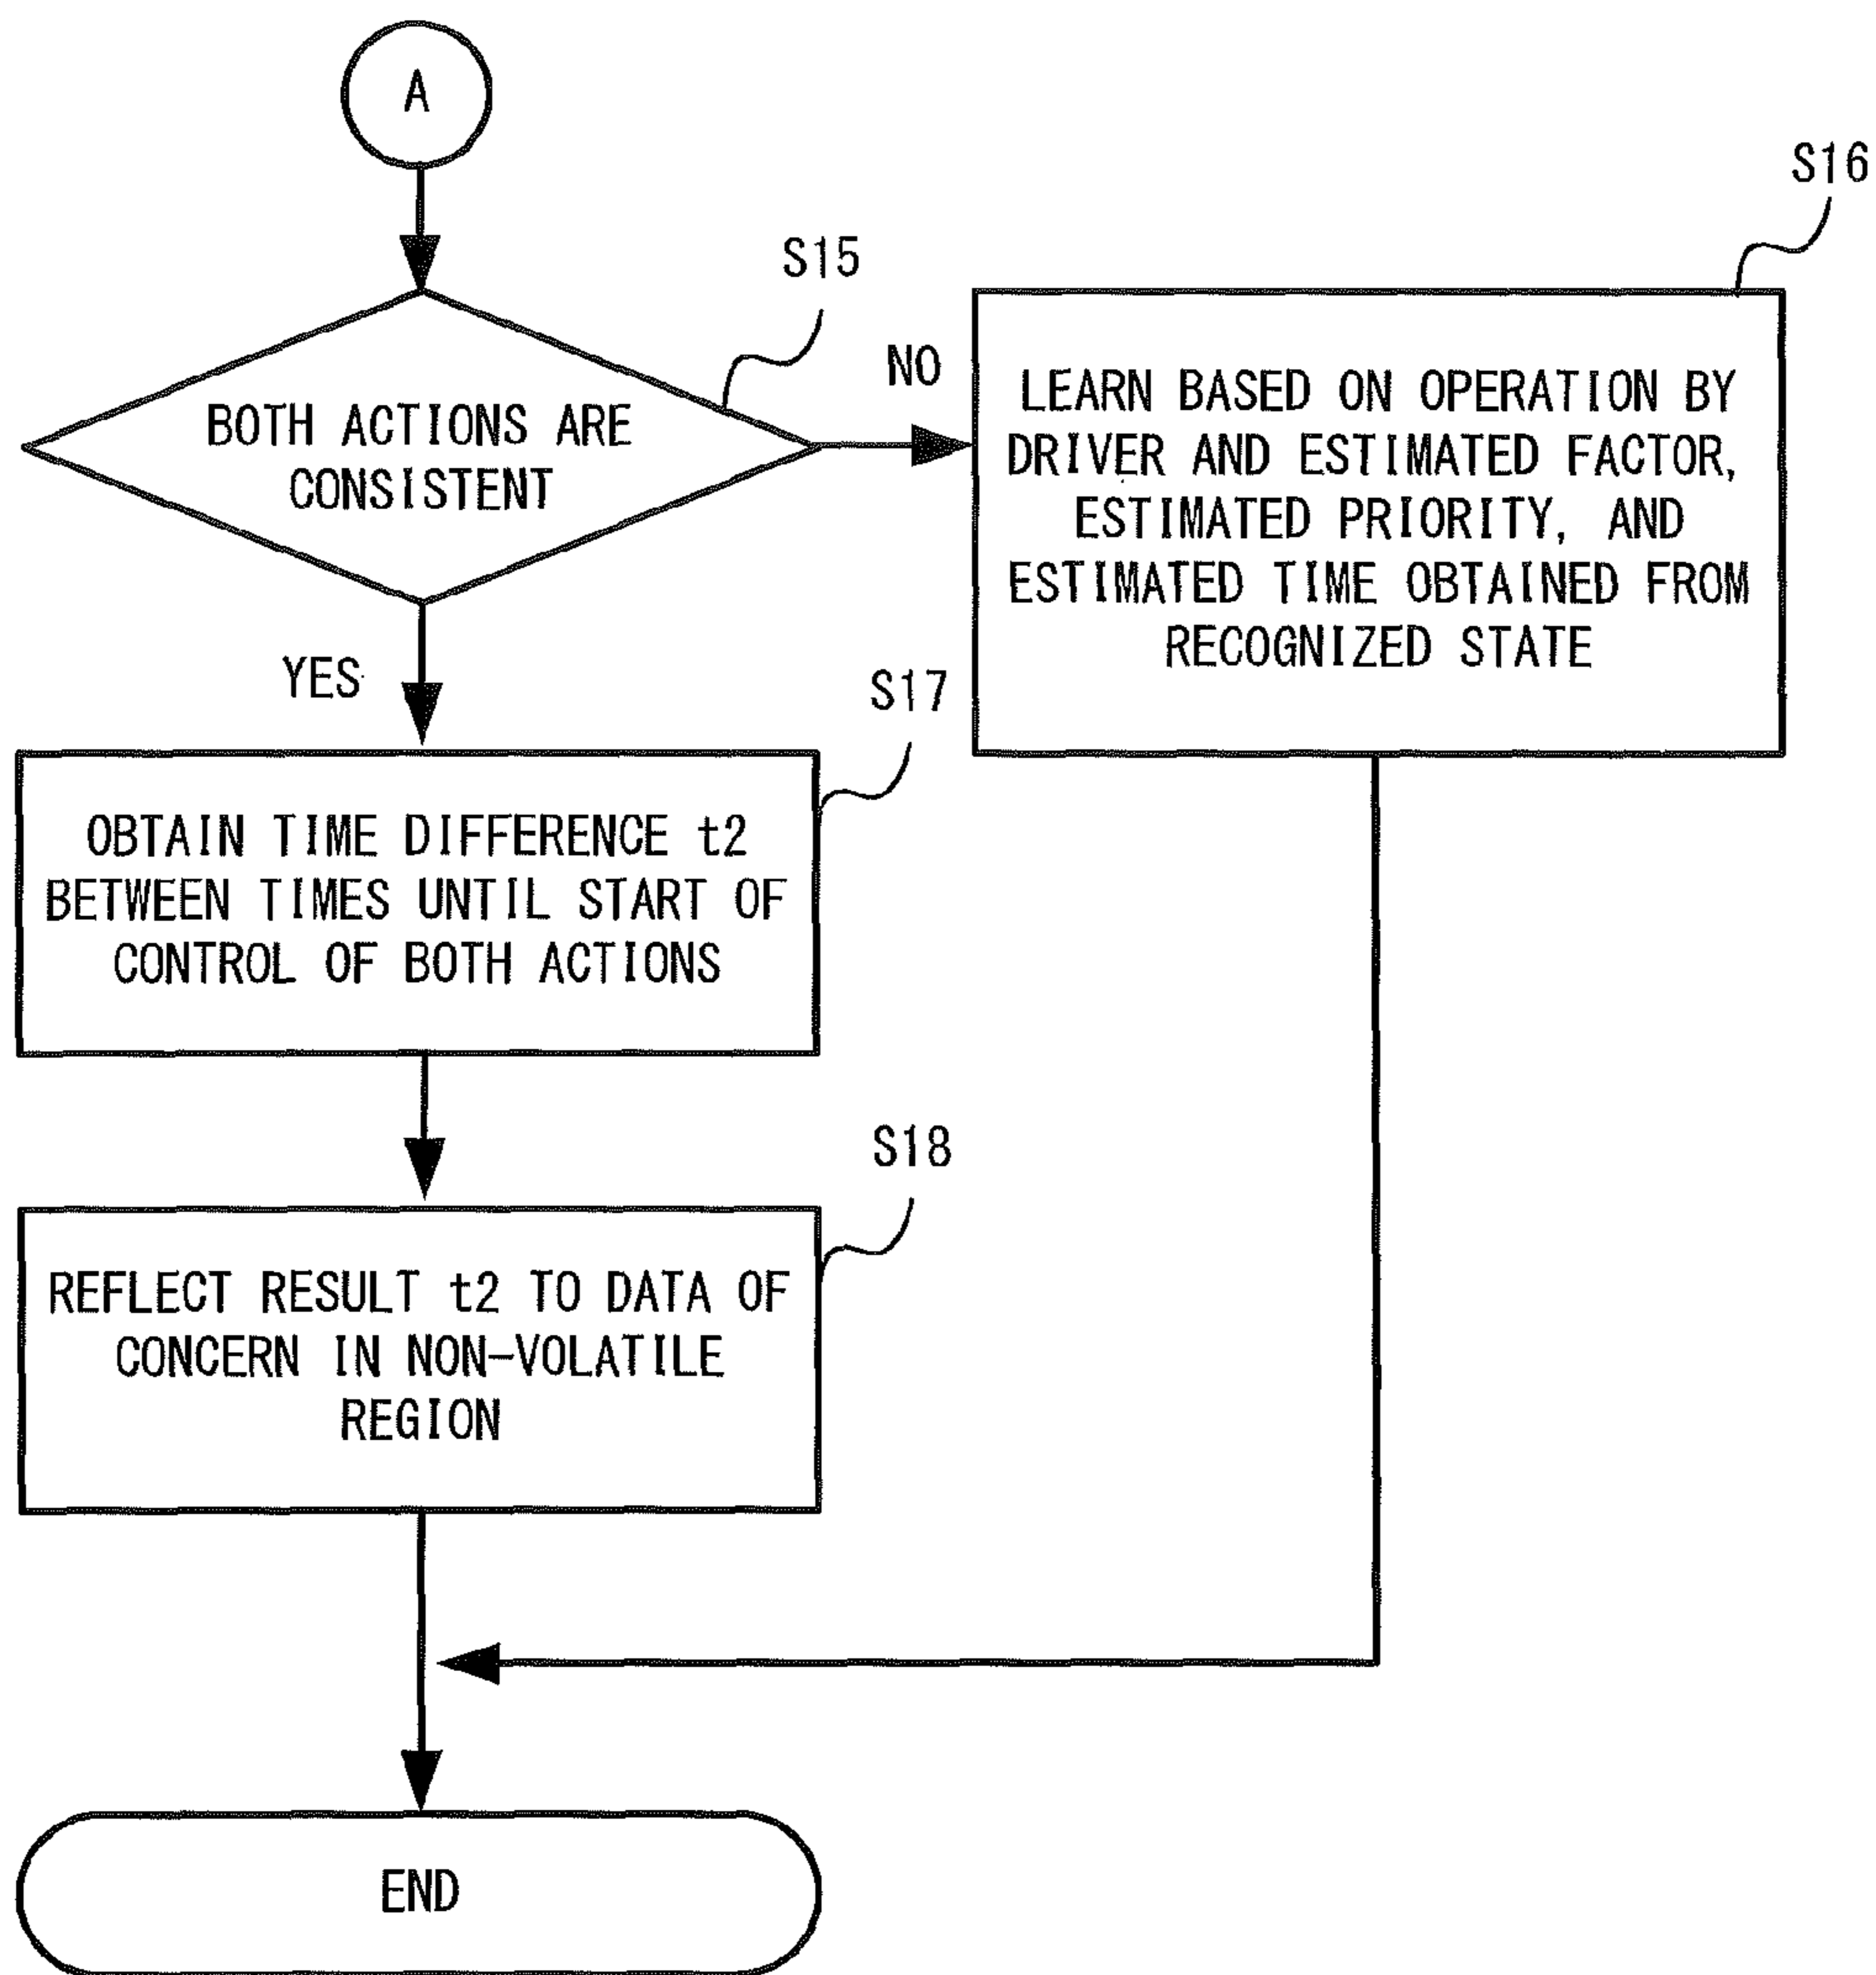 A
S15
BOTH ACTIONS ARE
CONSISTENT
NO
S16
LEARN BASED ON OPERATION BY
DRIVER AND ESTIMATED FACTOR,
ESTIMATED PRIORITY, AND
ESTIMATED TIME OBTAINED FROM
RECOGNIZED STATE
YES
S17
OBTAIN TIME DIFFERENCE t2
BETWEEN TIMES UNTIL START OF
CONTROL OF BOTH ACTIONS
S18
REFLECT RESULT t2 TO DATA OF
CONCERN IN NON-VOLATILE
REGION
END